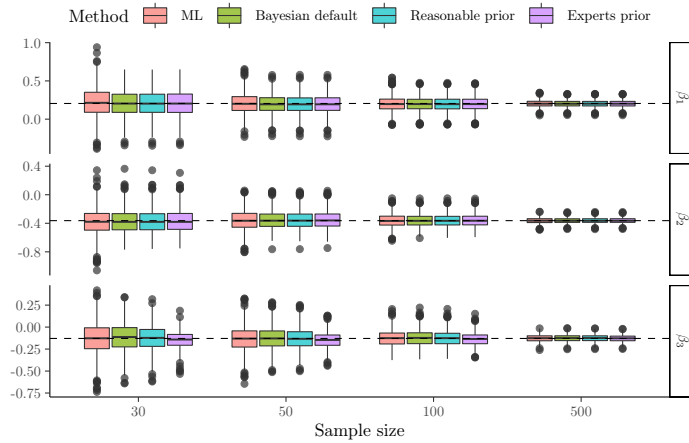 Method ML Bayesian default Reasonable prior Experts prior
1.0
0.5
0.0
β₁
0.4
0.0
-0.4
-0.8
β₂
0.25
0.00
-0.25
-0.50
-0.75
β₃
30 50 100 500
Sample size